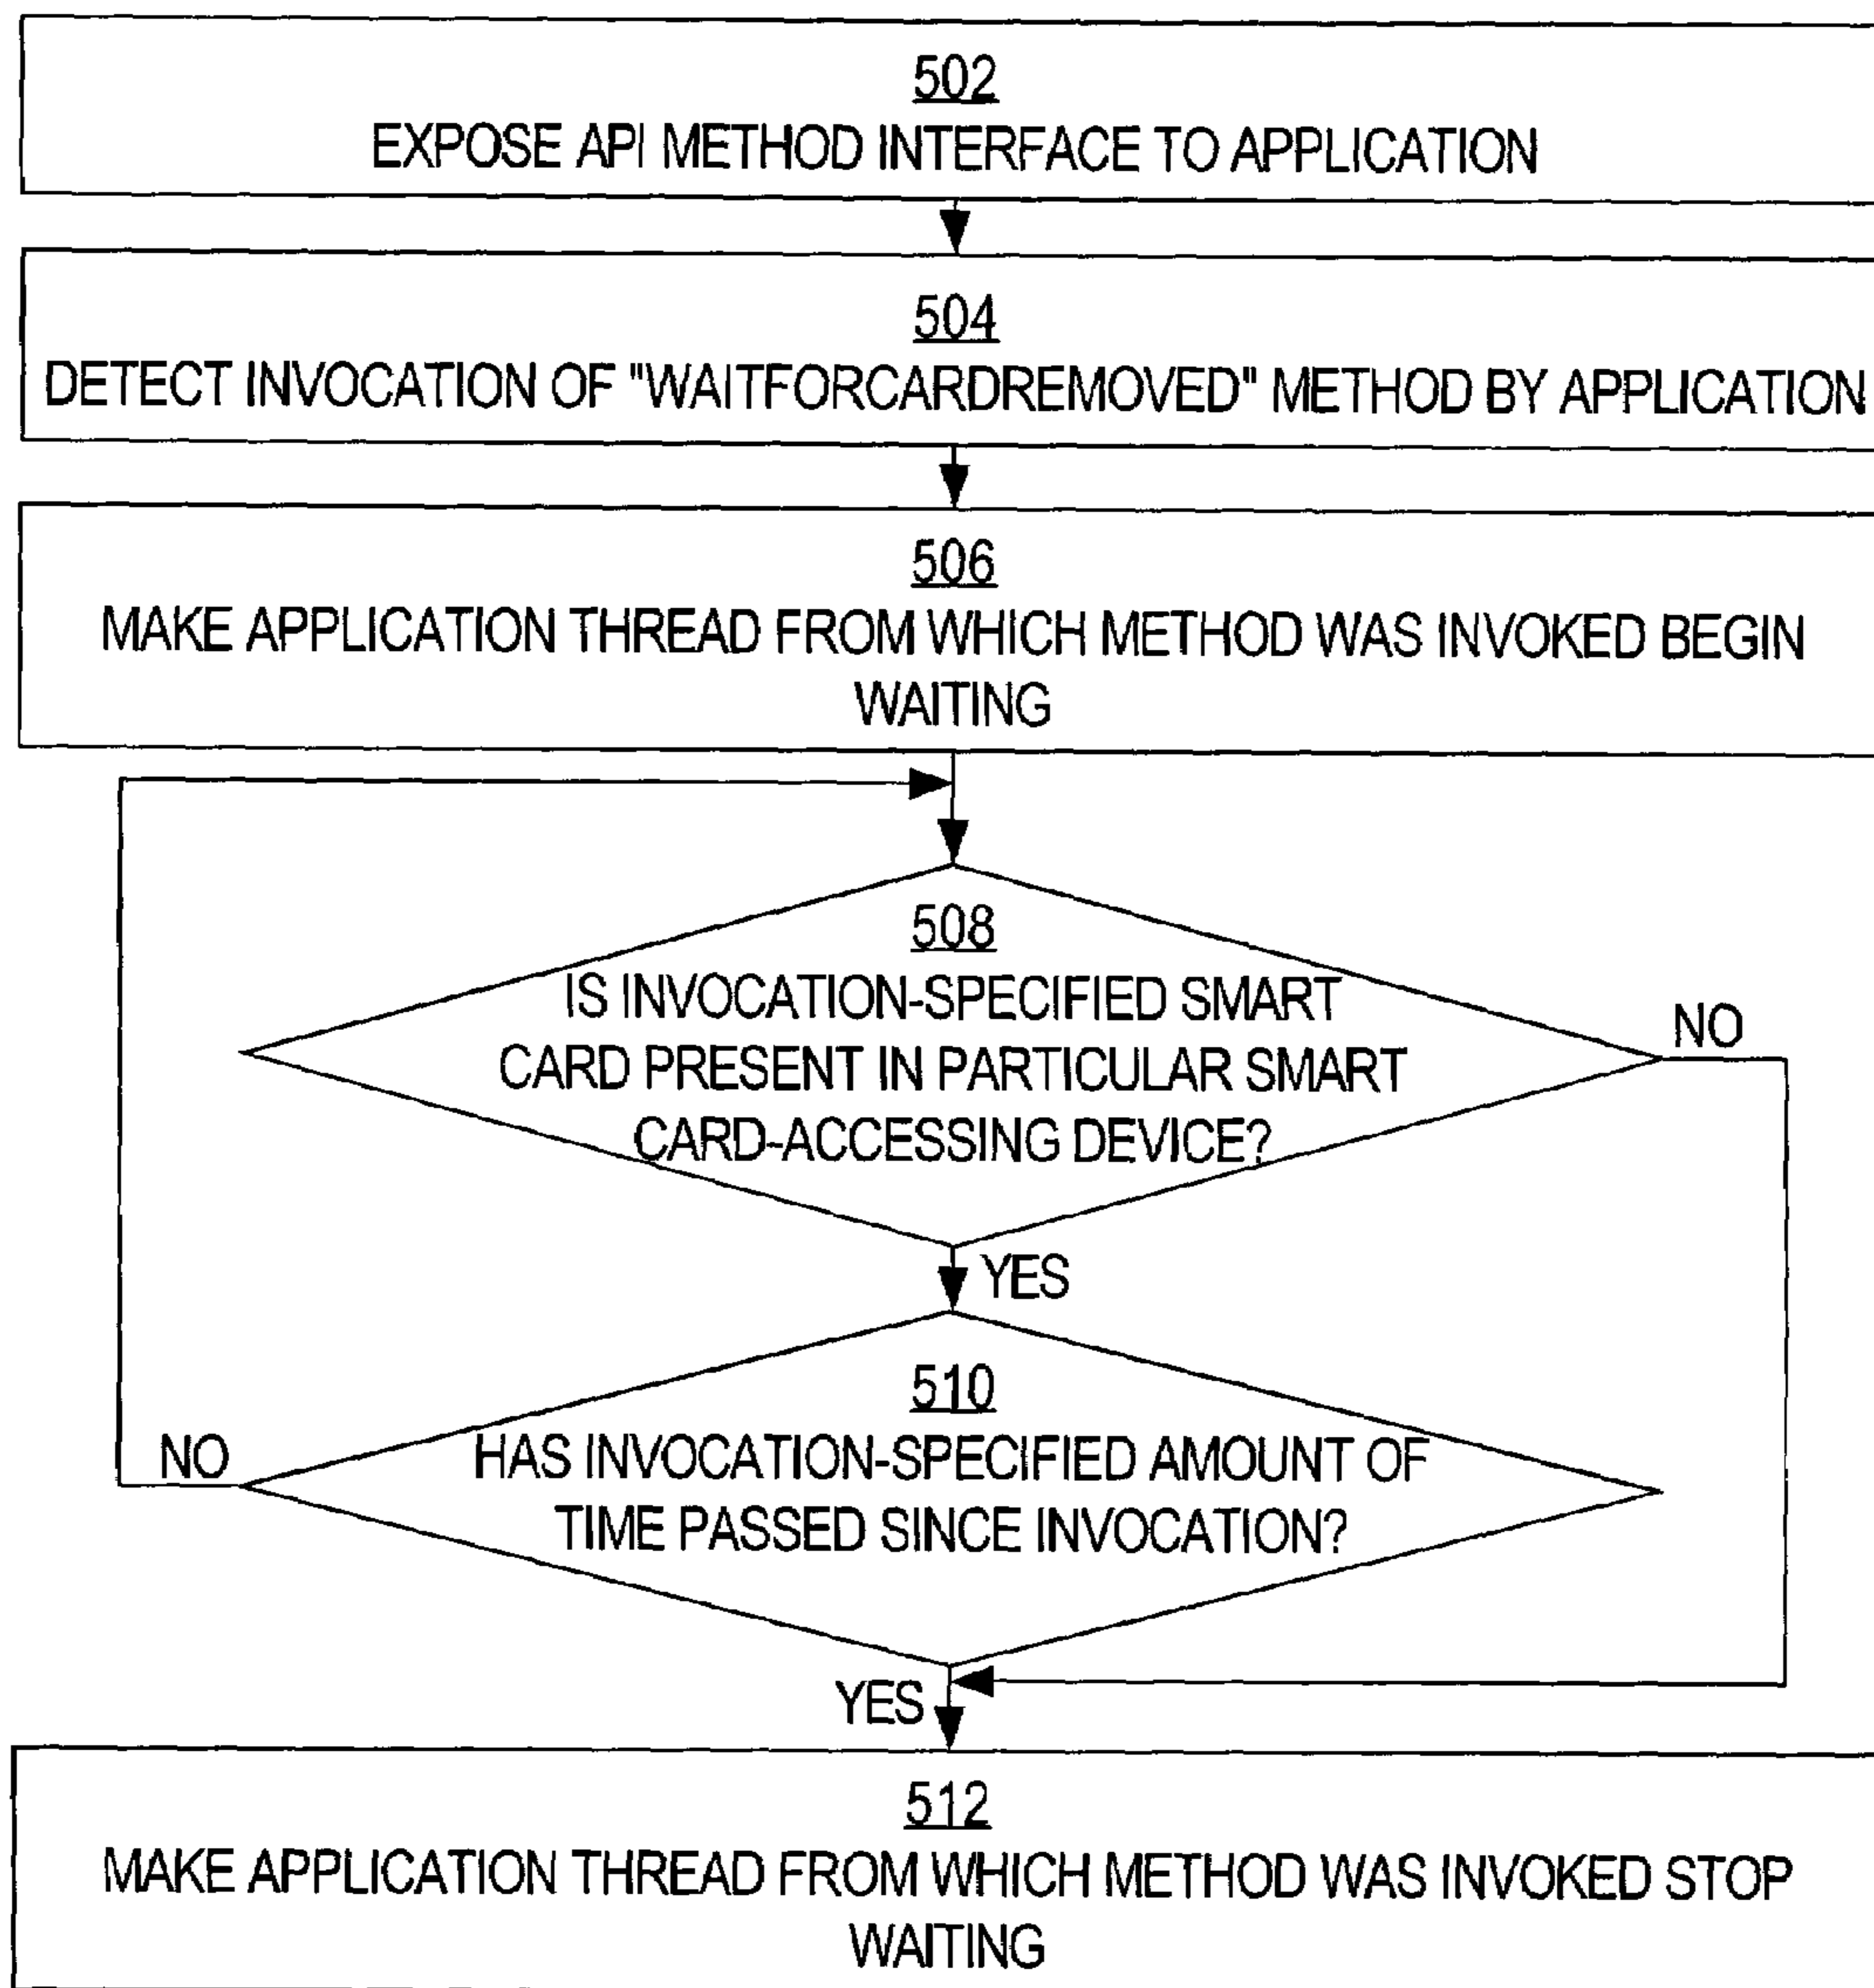 502
EXPOSE API METHOD INTERFACE TO APPLICATION
504
DETECT INVOCATION OF "WAITFORCARDREMOVED" METHOD BY APPLICATION
506
MAKE APPLICATION THREAD FROM WHICH METHOD WAS INVOKED BEGIN
WAITING
508
IS INVOCATION-SPECIFIED SMART
CARD PRESENT IN PARTICULAR SMART
CARD-ACCESSING DEVICE?
NO
YES
510
HAS INVOCATION-SPECIFIED AMOUNT OF
TIME PASSED SINCE INVOCATION?
NO
YES
512
MAKE APPLICATION THREAD FROM WHICH METHOD WAS INVOKED STOP
WAITING